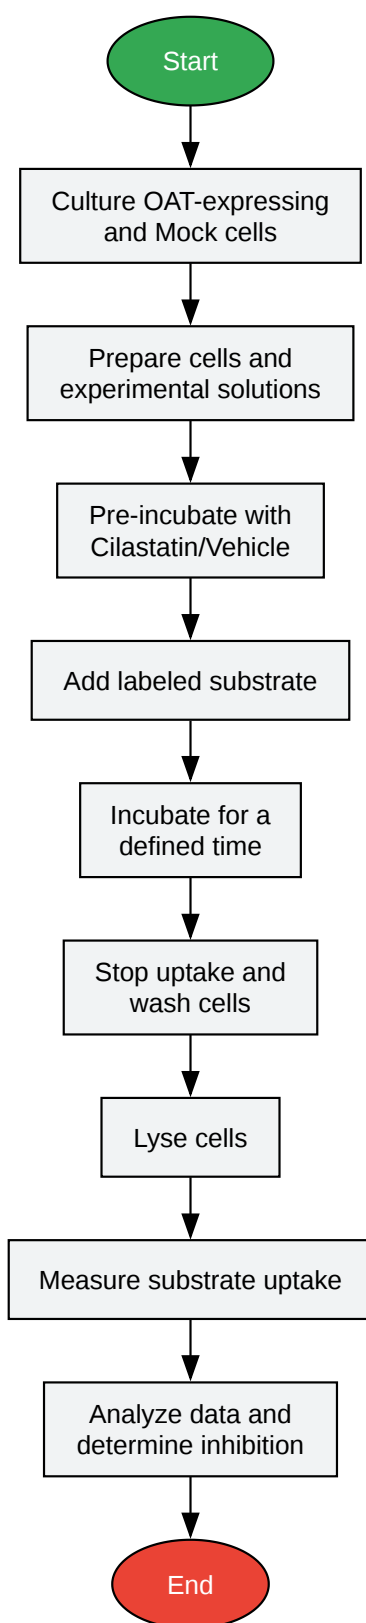 Start
Culture OAT-expressing
and Mock cells
Prepare cells and
experimental solutions
Pre-incubate with
Cilastatin/Vehicle
Add labeled substrate
Incubate for a
defined time
Stop uptake and
wash cells
Lyse cells
Measure substrate uptake
Analyze data and
determine inhibition
End